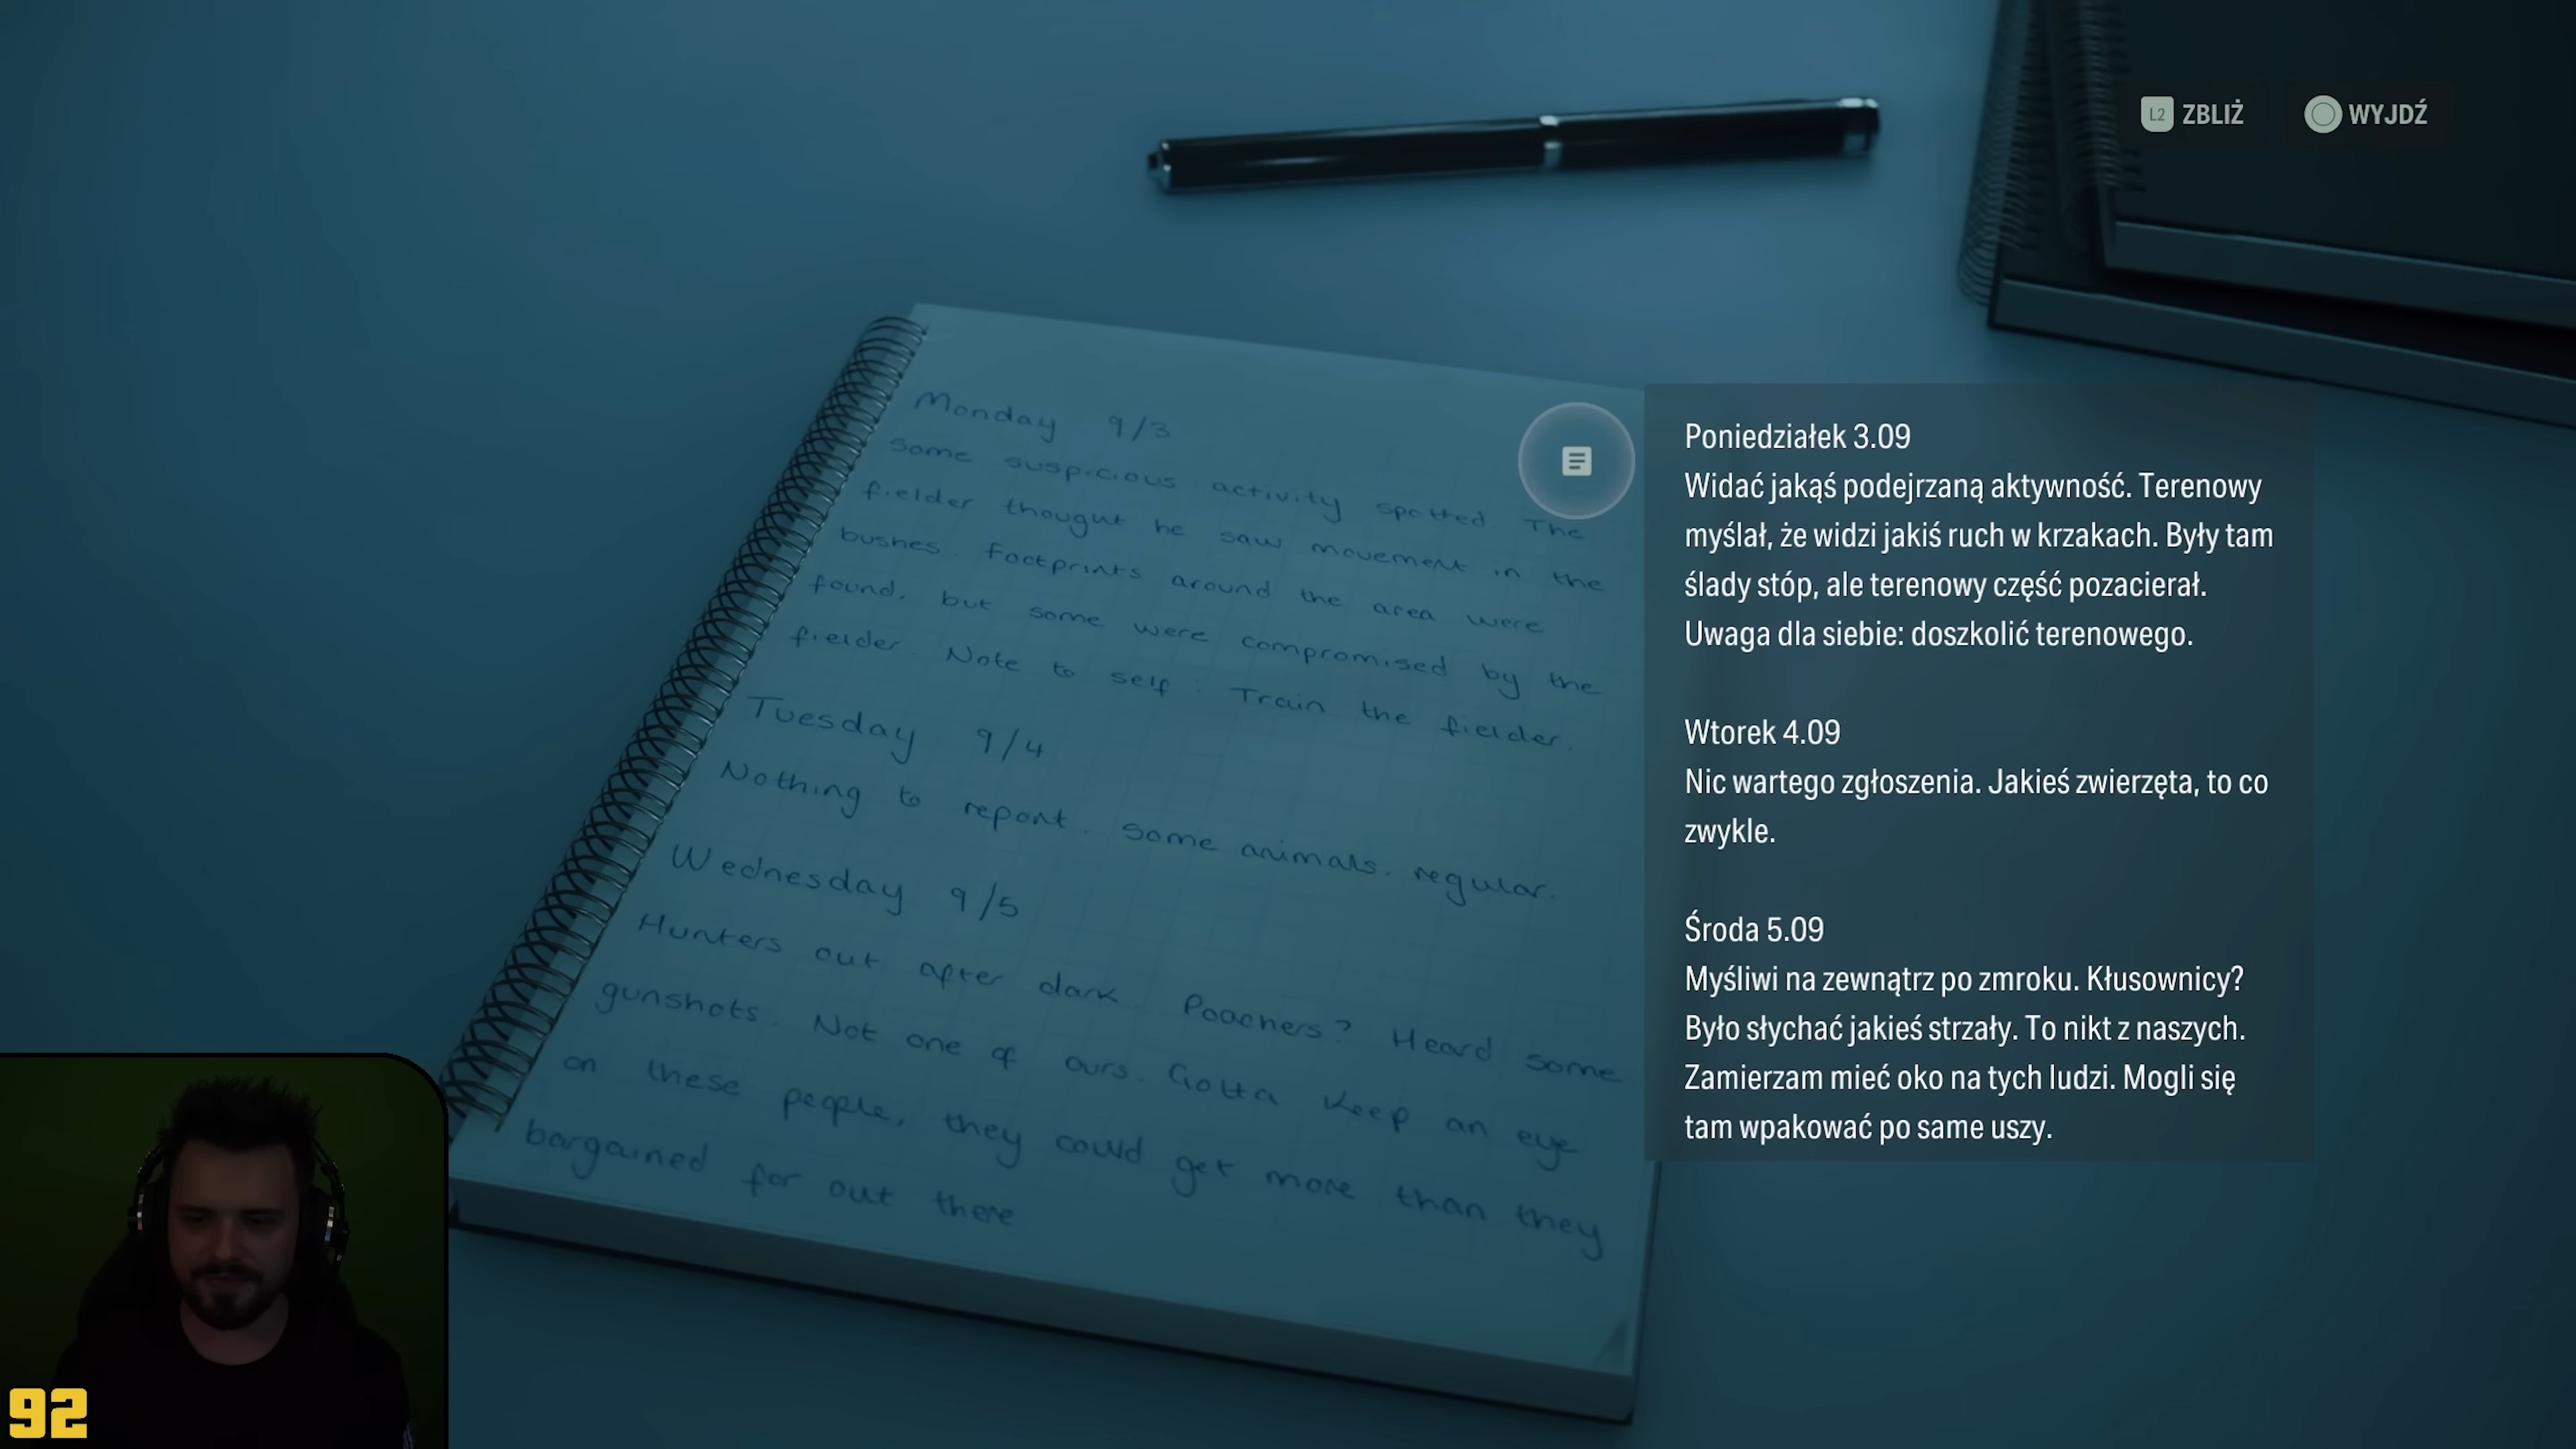 L2 ZBLIŻ
WYJDŹ
Monday 9/3
Some suspicious activity spotted The
fielder thought he saw movement in the
bushes. Footprints around the area were
found, but some were compromised by the
fielder. Note to self: Train the fielder.
Tuesday 9/4
Nothing to report. Some animals. regular.
Wednesday 9/5
Hunters out after dark Poachers? Heard some
gunshots. Not one of ours. Gotta keep an eye
on these people, they could get more than they
bargained for out there
Poniedziałek 3.09
Widać jakąś podejrzaną aktywność. Terenowy
myślał, że widzi jakiś ruch w krzakach. Były tam
ślady stóp, ale terenowy część pozacierał.
Uwaga dla siebie: doszkolić terenowego.
Wtorek 4.09
Nic wartego zgłoszenia. Jakieś zwierzęta, to co
zwykle.
Środa 5.09
Myśliwi na zewnątrz po zmroku. Kłusownicy?
Było słychać jakieś strzały. To nikt z naszych.
Zamierzam mieć oko na tych ludzi. Mogli się
tam wpakować po same uszy.
92